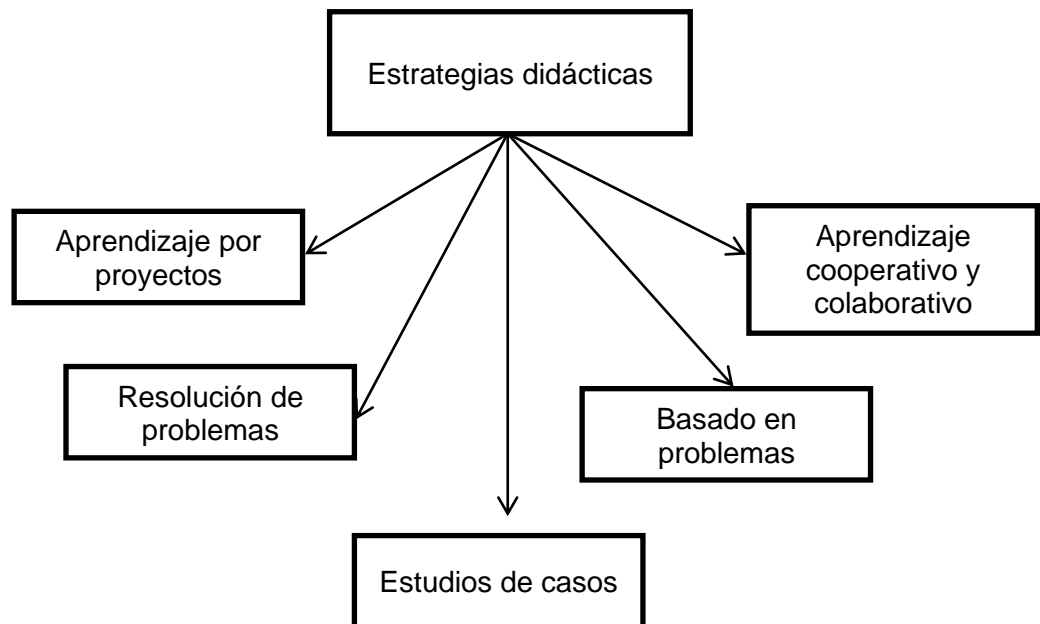 Estrategias didácticas
Aprendizaje por
proyectos
Aprendizaje
cooperativo y
colaborativo
Resolución de
problemas
Basado en
problemas
Estudios de casos